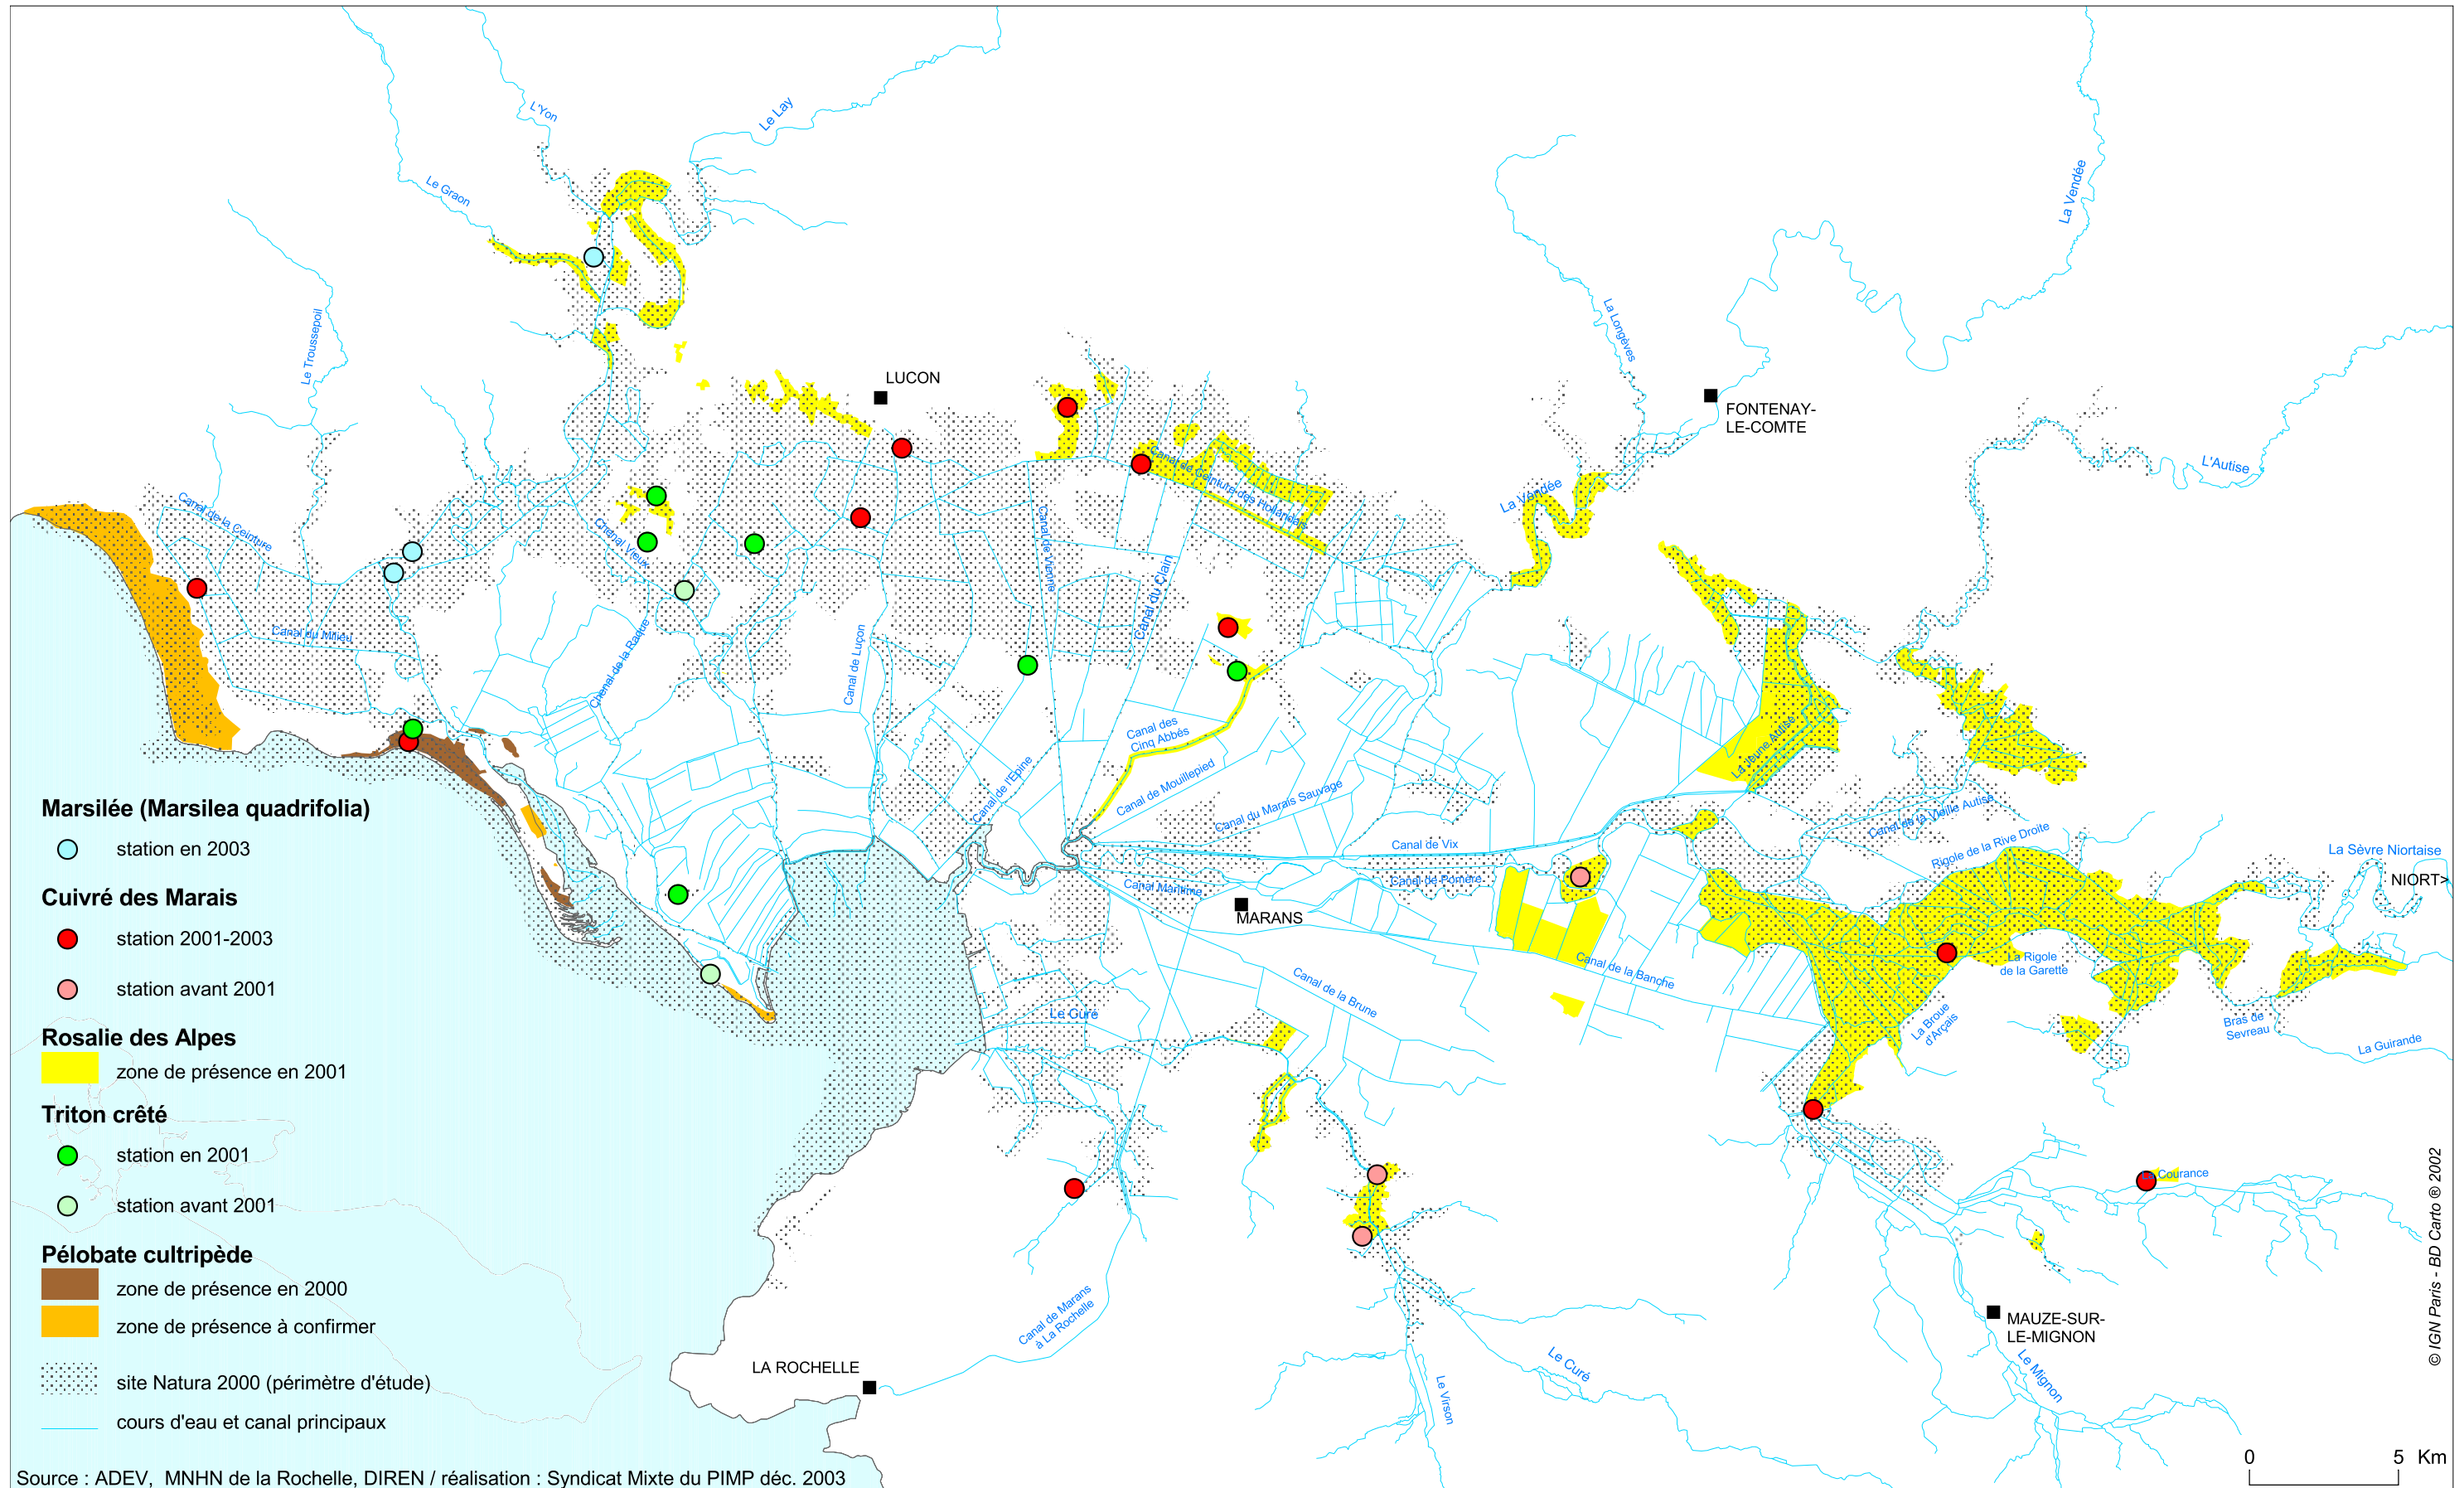 L'Yon
Le Lay
Le Graon
La Vendée
Le Troussepoil
La Longèves
LUCON
FONTENAY-
LE-COMTE
L'Autise
Canal de Ceinture des Hollandais
La Vendée
Canal de la Ceinture
Chenal Vieux
Canal de Vienne
Canal du Clain
Canal du Milieu
Chenal de la Raque
Canal de Luçon
Canal des
Cinq Abbés
La Jeune Autise
Canal de l'Epine
Canal de Mouillepied
Canal du Marais Sauvage
Canal de la Vieille Autise
Canal de Vix
Rigole de la Rive Droite
La Sèvre Niortaise
NIORT>
Canal Maritime
Canal de Pomère
MARANS
Canal de la Banche
La Rigole
de la Garette
Canal de la Brune
Le Curé
La Broue
d'Arçais
Bras de
Sevreau
La Guirande
Courance
Canal de Marans
à La Rochelle
LA ROCHELLE
Le Virson
Le Curé
MAUZE-SUR-
LE-MIGNON
Le Mignon
Marsilée (Marsilea quadrifolia)
station en 2003
Cuivré des Marais
station 2001-2003
station avant 2001
Rosalie des Alpes
zone de présence en 2001
Triton crêté
station en 2001
station avant 2001
Pélobate cultripède
zone de présence en 2000
zone de présence à confirmer
site Natura 2000 (périmètre d'étude)
cours d'eau et canal principaux
Source : ADEV, MNHN de la Rochelle, DIREN / réalisation : Syndicat Mixte du PIMP déc. 2003
© IGN Paris - BD Carto ® 2002
0 5 Km